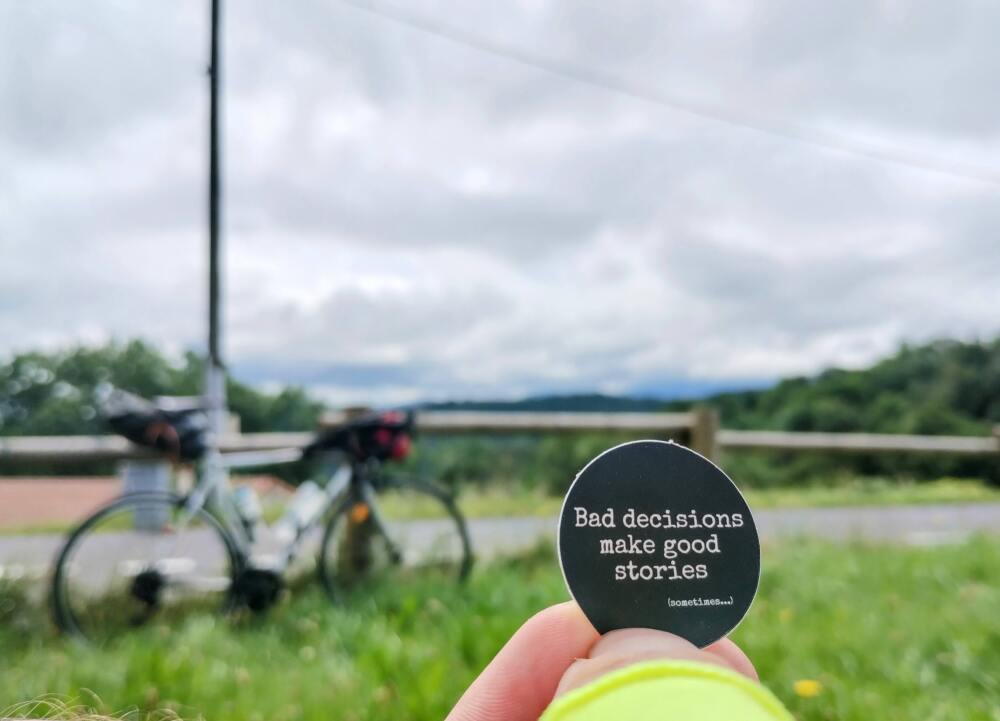 Bad decisions
make good
stories
(sometimes...)